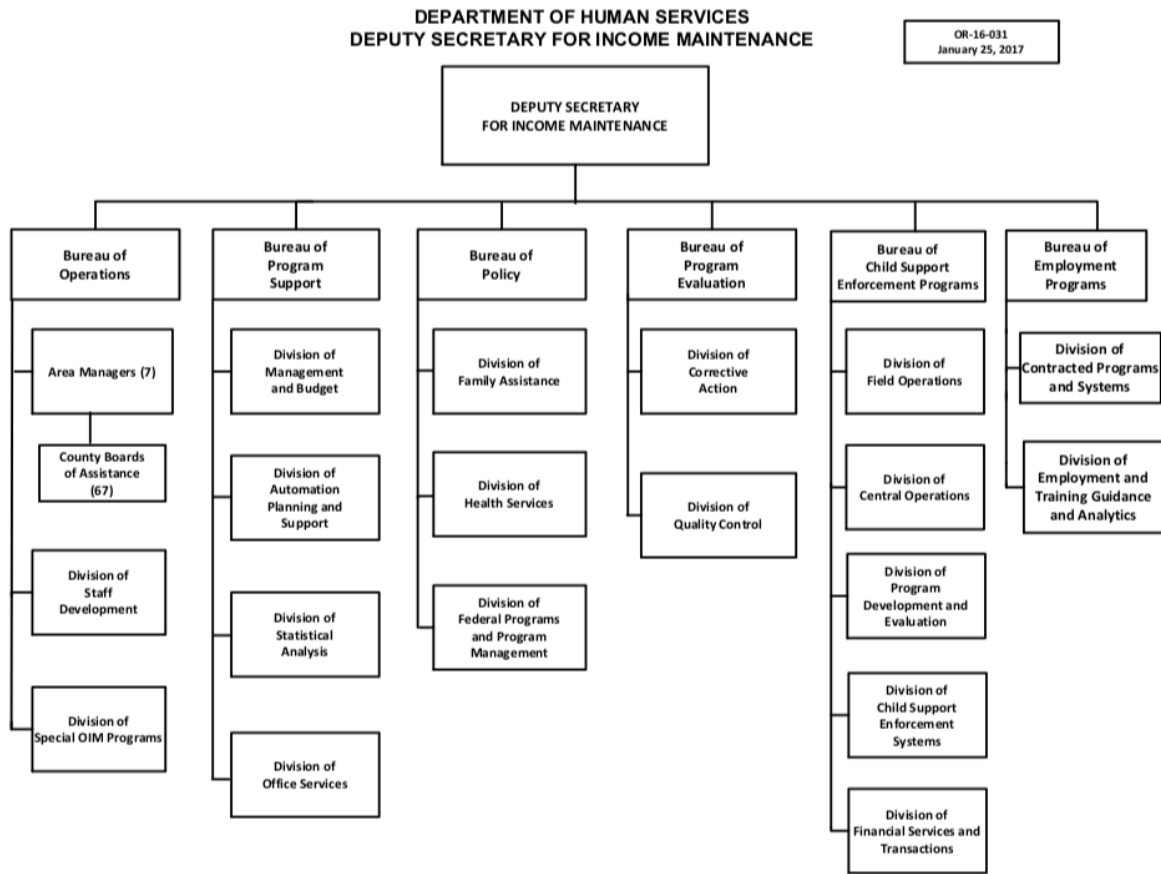 DEPARTMENT OF HUMAN SERVICES
DEPUTY SECRETARY FOR INCOME MAINTENANCE
OR-16-031
January 25, 2017
DEPUTY SECRETARY
FOR INCOME MAINTENANCE
Bureau of
Operations
Area Managers (7)
County Boards
of Assistance
(67)
Division of
Staff
Development
Division of
Special OIM Programs
Bureau of
Program
Support
Division of
Management
and Budget
Division of
Automation
Planning and
Support
Division of
Statistical
Analysis
Division of
Office Services
Bureau of
Policy
Division of
Family Assistance
Division of
Health Services
Division of
Federal Programs
and Program
Management
Bureau of
Program
Evaluation
Division of
Corrective
Action
Division of
Quality Control
Bureau of
Child Support
Enforcement Programs
Division of
Field Operations
Division of
Central Operations
Division of
Program
Development and
Evaluation
Division of
Child Support
Enforcement
Systems
Division of
Financial Services and
Transactions
Bureau of
Employment
Programs
Division of
Contracted Programs
and Systems
Division of
Employment and
Training Guidance
and Analytics